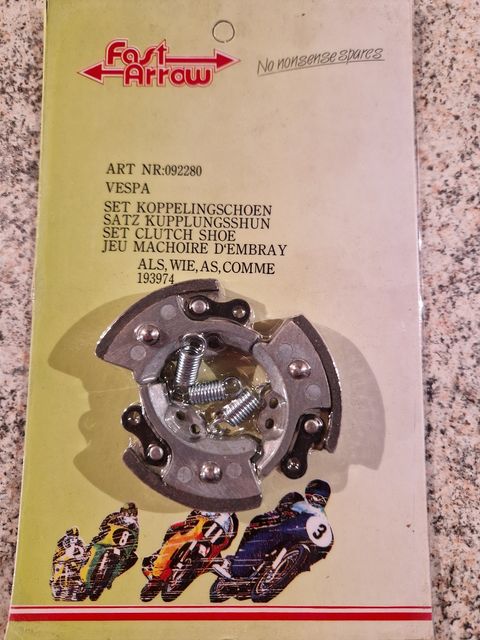 Fast
Arrow
No nonsense spares
ART NR:092280
VESPA
SET KOPPELINGSCHOEN
SATZ KUPPLUNGSSHUN
SET CLUTCH SHOE
JEU MACHOIRE D'EMBRAY
ALS, WIE, AS, COMME
193974
3